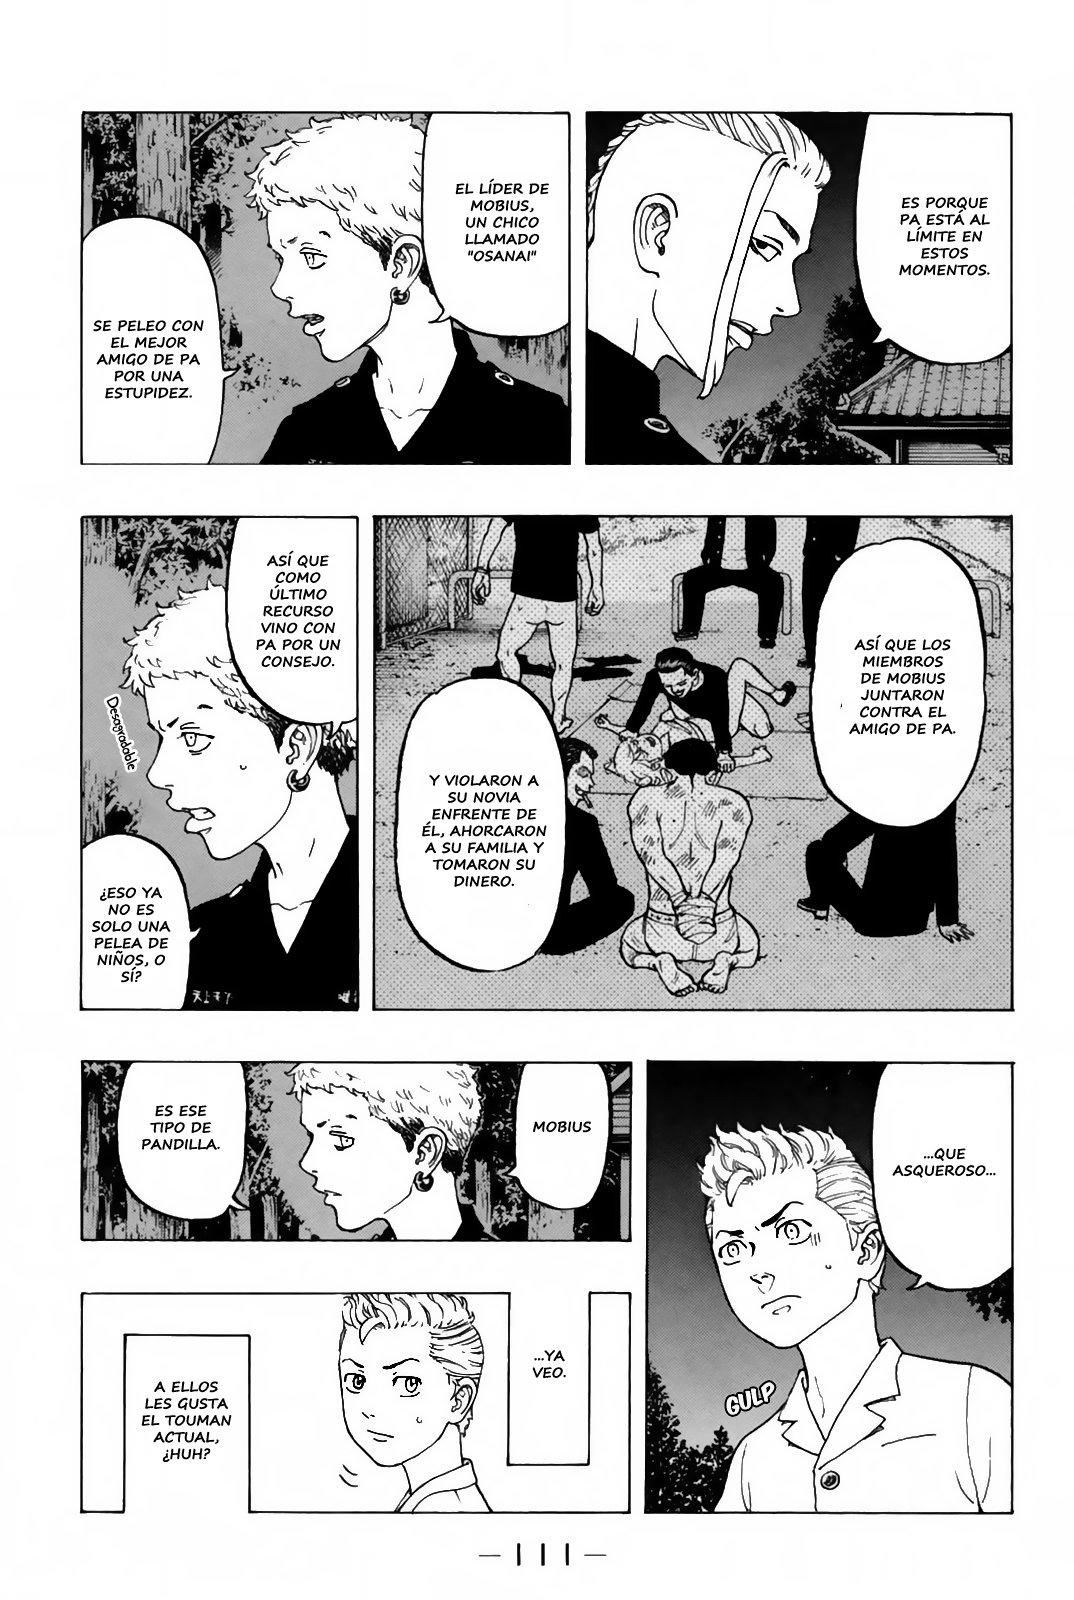 ES PORQUE
PA ESTÁ AL
LÍMITE EN
ESTOS
MOMENTOS.
EL LÍDER DE
MOBIUS,
UN CHICO
LLAMADO
"OSANAI"
SE PELEO CON
EL MEJOR
AMIGO DE PA
POR UNA
ESTUPIDEZ.
ASÍ QUE LOS
MIEMBROS
DE MOBIUS
JUNTARON
CONTRA EL
AMIGO DE PA.
Y VIOLARON A
SU NOVIA
ENFRENTE DE
ÉL, AHORCARON
A SU FAMILIA Y
TOMARON SU
DINERO.
ASÍ QUE
COMO
ÚLTIMO
RECURSO
VINO CON
PA POR UN
CONSEJO.
Desagradable
¿ESO YA
NO ES
SOLO UNA
PELEA DE
NIÑOS, O
SÍ?
...QUE
ASQUEROSO...
GULP
MOBIUS
ES ESE
TIPO DE
PANDILLA.
...YA
VEO.
A ELLOS
LES GUSTA
EL TOUMAN
ACTUAL,
¿HUH?
— 111 —